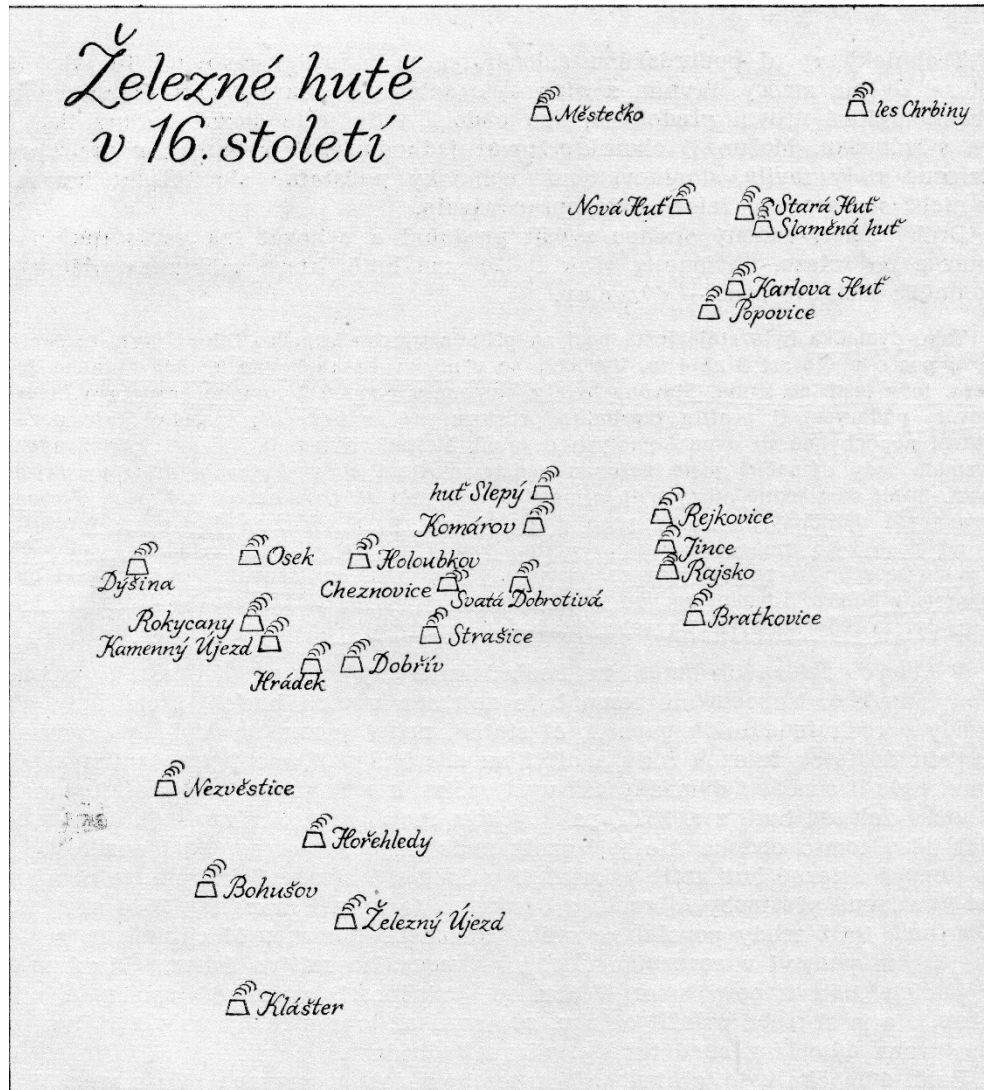 Železné hutě
v 16. století
Městečko
les Chrbiny
Nová Huť
Stará Huť
Slaměná huť
Karlova Huť
Popovice
huť Slepý
Komárov
Rejkovice
Jince
Rajsko
Bratkovice
Osek
Holoubkov
Dýšina
Cheznovice
Svatá Dobrotivá
Rokycany
Kamenný Újezd
Strašice
Hrádek
Dobřív
Nezvěstice
Hořehledy
Bohušov
Železný Újezd
Klášter